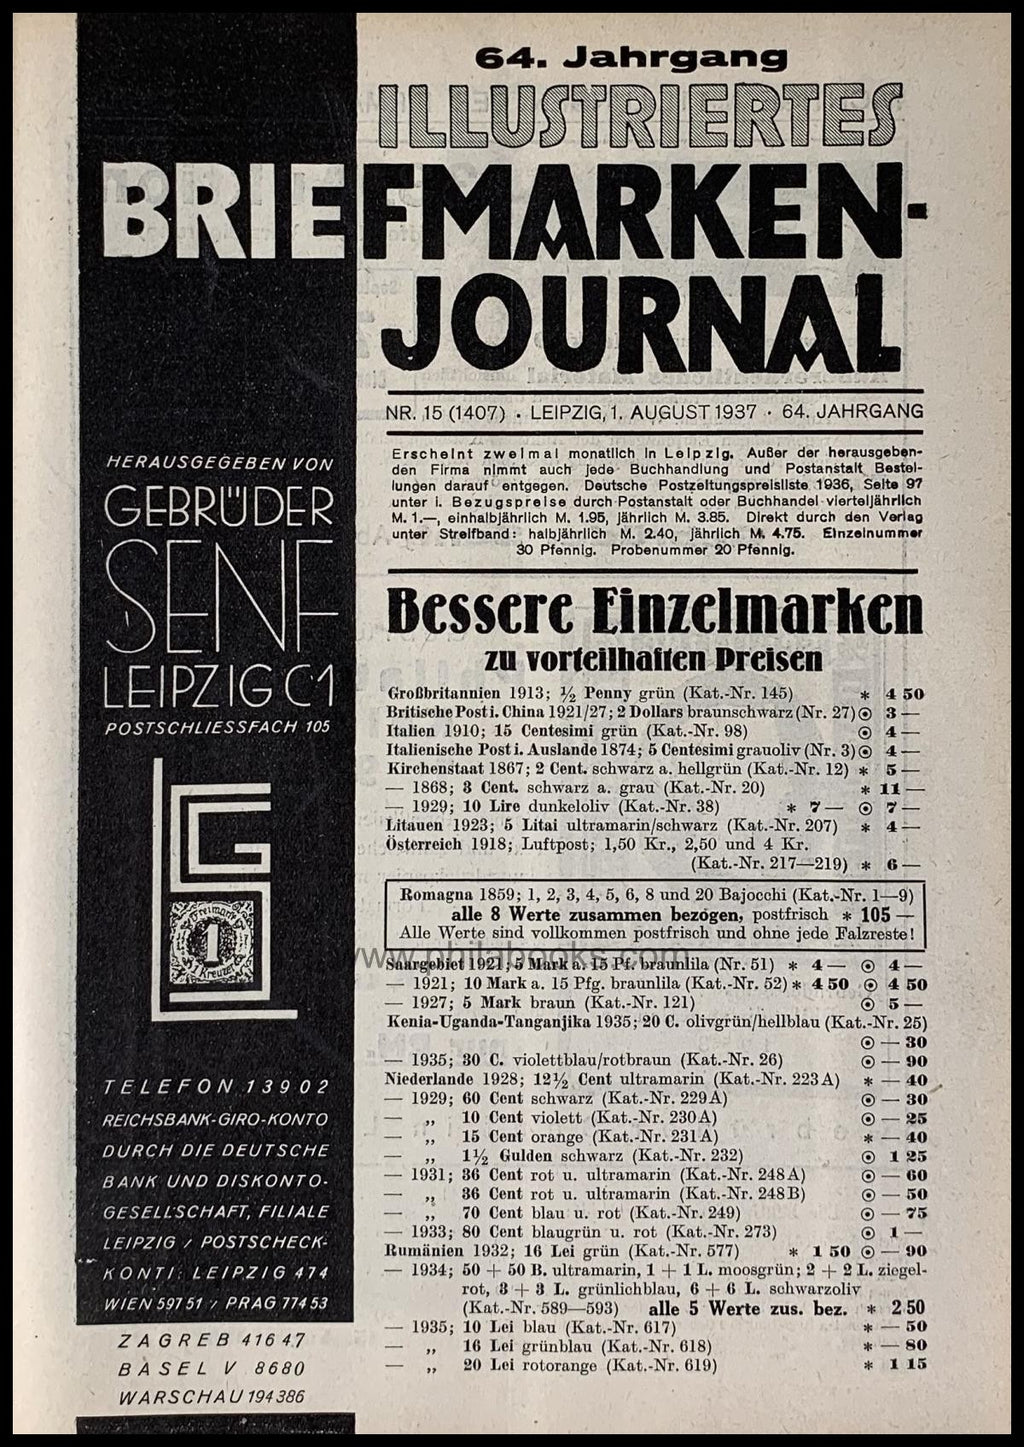 64. Jahrgang
ILLUSTRIERTES
BRIEFMARKEN-
JOURNAL
NR. 15 (1407) · LEIPZIG, 1. AUGUST 1937 · 64. JAHRGANG
Erscheint zweimal monatlich in Leipzig. Außer der herausgeben-
den Firma nimmt auch jede Buchhandlung und Postanstalt Bestel-
lungen darauf entgegen. Deutsche Postzeitungspreisliste 1936, Seite 97
unter i. Bezugspreise durch Postanstalt oder Buchhandel vierteljährlich
M. 1.—, einhalbjährlich M. 1.95, jährlich M. 3.85. Direkt durch den Verlag
unter Streifband: halbjährlich M. 2.40, jährlich M. 4.75. Einzelnummer
30 Pfennig. Probenummer 20 Pfennig.
HERAUSGEGEBEN VON
GEBRÜDER
SENF
LEIPZIG C1
POSTSCHLIESSFACH 105
Freimarke
1
1 Kreuzer
TELEFON 13902
REICHSBANK-GIRO-KONTO
DURCH DIE DEUTSCHE
BANK UND DISKONTO-
GESELLSCHAFT, FILIALE
LEIPZIG / POSTSCHECK-
KONTI: LEIPZIG 474
WIEN 59751 / PRAG 77453
ZAGREB 41647
BASEL V 8680
WARSCHAU 194386
Bessere Einzelmarken
zu vorteilhaften Preisen
Großbritannien 1913; ½ Penny grün (Kat.-Nr. 145) * 4 50
Britische Post i. China 1921/27; 2 Dollars braunschwarz (Nr. 27) ⊙ 3 —
Italien 1910; 15 Centesimi grün (Kat.-Nr. 98) ⊙ 4 —
Italienische Post i. Auslande 1874; 5 Centesimi grauoliv (Nr. 3) ⊙ 4 —
Kirchenstaat 1867; 2 Cent. schwarz a. hellgrün (Kat.-Nr. 12) * 5 —
— 1868; 3 Cent. schwarz a. grau (Kat.-Nr. 20) * 11 —
— 1929; 10 Lire dunkeloliv (Kat.-Nr. 38) * 7 — ⊙ 7 —
Litauen 1923; 5 Litai ultramarin/schwarz (Kat.-Nr. 207) * 4 —
Österreich 1918; Luftpost; 1,50 Kr., 2,50 und 4 Kr.
(Kat.-Nr. 217—219) * 6 —
Romagna 1859; 1, 2, 3, 4, 5, 6, 8 und 20 Bajocchi (Kat.-Nr. 1—9)
alle 8 Werte zusammen bezogen, postfrisch * 105 —
Alle Werte sind vollkommen postfrisch und ohne jede Falzreste!
www.philabooks.com
Saargebiet 1921; 5 Mark a. 15 Pf. braunlila (Nr. 51) * 4 — ⊙ 4 —
— 1921; 10 Mark a. 15 Pfg. braunlila (Kat.-Nr. 52) * 4 50 ⊙ 4 50
— 1927; 5 Mark braun (Kat.-Nr. 121) ⊙ 5 —
Kenia-Uganda-Tanganjika 1935; 20 C. olivgrün/hellblau (Kat.-Nr. 25)
⊙ — 30
— 1935; 30 C. violettblau/rotbraun (Kat.-Nr. 26) ⊙ — 90
Niederlande 1928; 12½ Cent ultramarin (Kat.-Nr. 223A) * — 40
— 1929; 60 Cent schwarz (Kat.-Nr. 229A) ⊙ — 30
— „ 10 Cent violett (Kat.-Nr. 230A) ⊙ — 25
— „ 15 Cent orange (Kat.-Nr. 231A) * — 40
— „ 1½ Gulden schwarz (Kat.-Nr. 232) ⊙ 1 25
— 1931; 36 Cent rot u. ultramarin (Kat.-Nr. 248A) ⊙ — 60
— „ 36 Cent rot u. ultramarin (Kat.-Nr. 248B) ⊙ — 50
— „ 70 Cent blau u. rot (Kat.-Nr. 249) ⊙ — 75
— 1933; 80 Cent blaugrün u. rot (Kat.-Nr. 273) ⊙ 1 —
Rumänien 1932; 16 Lei grün (Kat.-Nr. 577) * 1 50 ⊙ — 90
— 1934; 50 + 50 B. ultramarin, 1 + 1 L. moosgrün; 2 + 2 L. ziegel-
rot, 3 + 3 L. grünlichblau, 6 + 6 L. schwarzoliv
(Kat.-Nr. 589—593) alle 5 Werte zus. bez. * 2 50
— 1935; 10 Lei blau (Kat.-Nr. 617) * — 50
— „ 16 Lei grünblau (Kat.-Nr. 618) * — 80
— „ 20 Lei rotorange (Kat.-Nr. 619) * 1 15